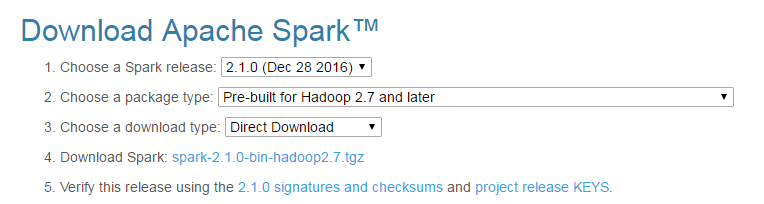 Download Apache Spark™
1. Choose a Spark release: 2.1.0 (Dec 28 2016)
2. Choose a package type: Pre-built for Hadoop 2.7 and later
3. Choose a download type: Direct Download
4. Download Spark: spark-2.1.0-bin-hadoop2.7.tgz
5. Verify this release using the 2.1.0 signatures and checksums and project release KEYS.